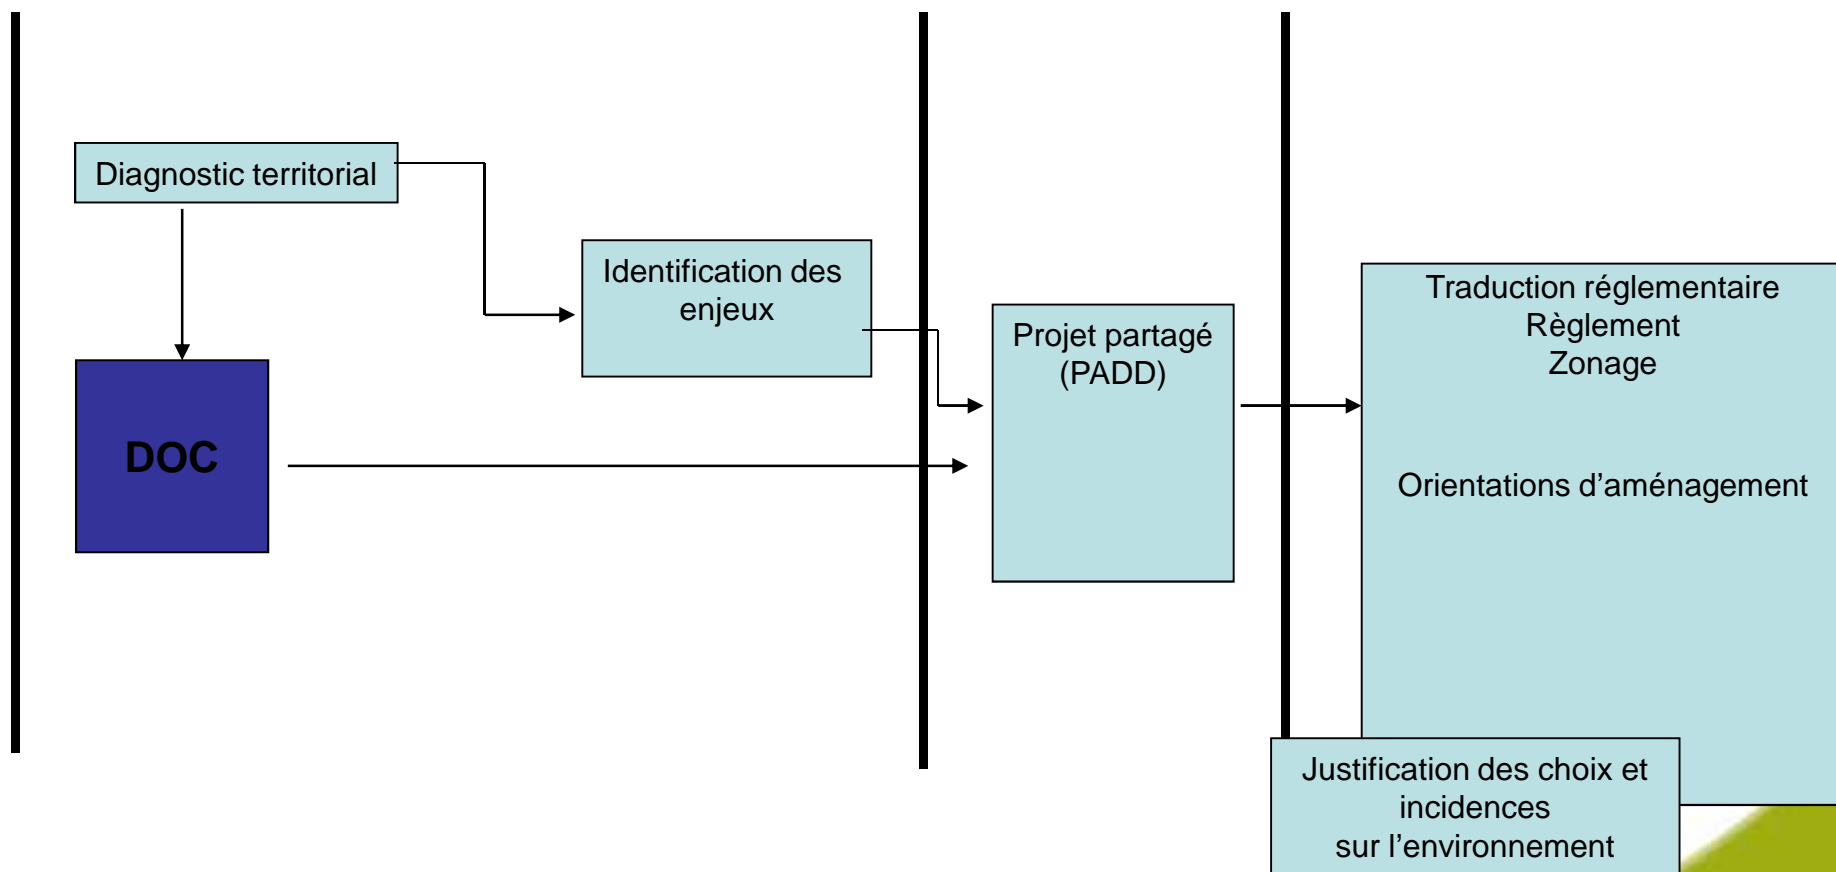 Diagnostic territorial
Identification des
enjeux
DOC
Projet partagé
(PADD)
Traduction réglementaire
Règlement
Zonage
Orientations d’aménagement
Justification des choix et
incidences
sur l’environnement